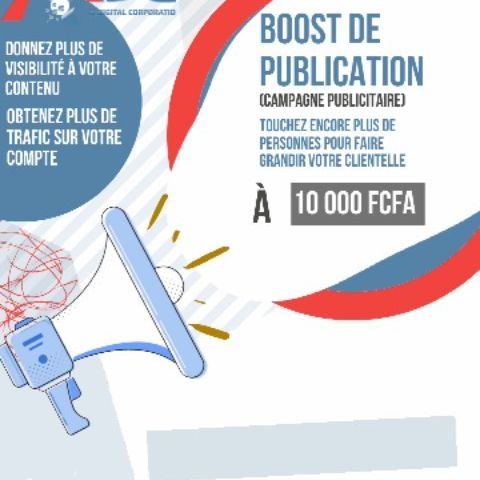 DIGITAL CORPORATIO
DONNEZ PLUS DE
VISIBILITÉ À VOTRE
CONTENU
OBTENEZ PLUS DE
TRAFIC SUR VOTRE
COMPTE
BOOST DE
PUBLICATION
(CAMPAGNE PUBLICITAIRE)
TOUCHEZ ENCORE PLUS DE
PERSONNES POUR FAIRE
GRANDIR VOTRE CLIENTELLE
À 10 000 FCFA